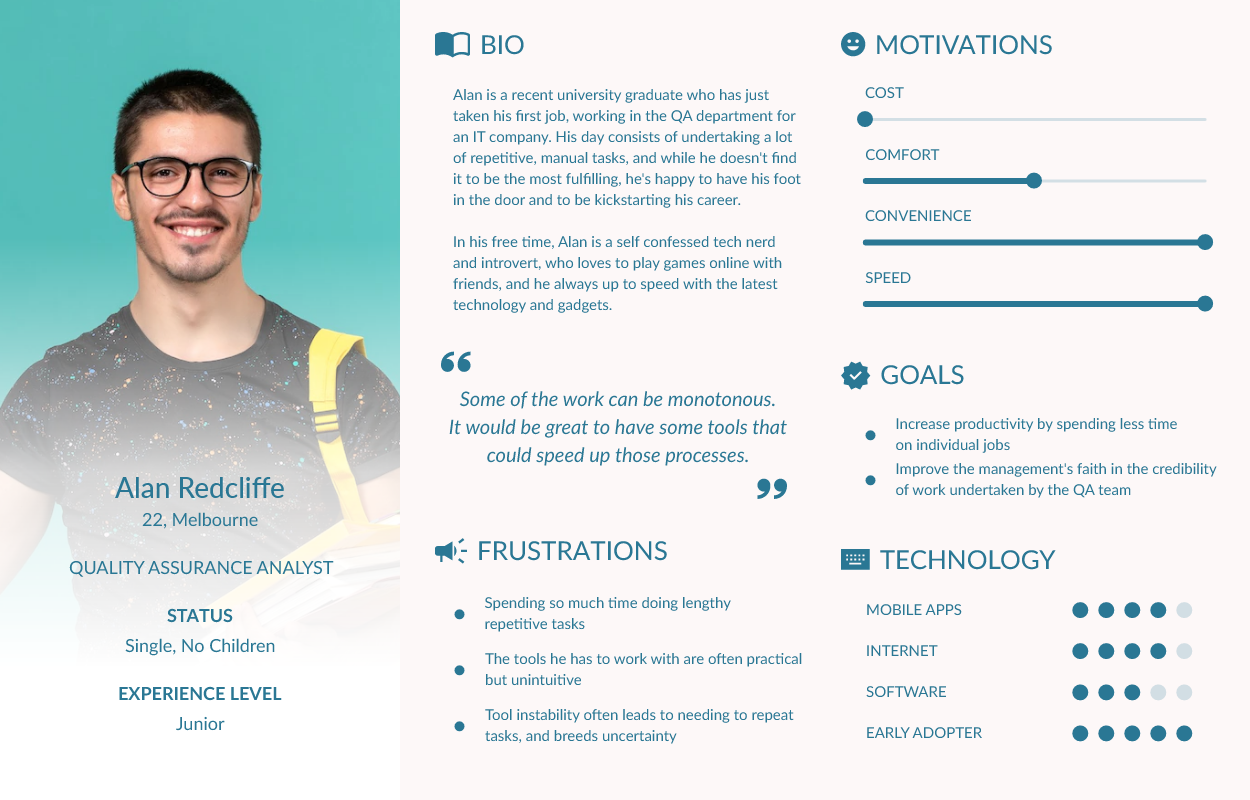 Alan Redcliffe
22, Melbourne
QUALITY ASSURANCE ANALYST
STATUS
Single, No Children
EXPERIENCE LEVEL
Junior
BIO
Alan is a recent university graduate who has just
taken his first job, working in the QA department for
an IT company. His day consists of undertaking a lot
of repetitive, manual tasks, and while he doesn't find
it to be the most fulfilling, he's happy to have his foot
in the door and to be kickstarting his career.
In his free time, Alan is a self confessed tech nerd
and introvert, who loves to play games online with
friends, and he always up to speed with the latest
technology and gadgets.
“
Some of the work can be monotonous.
It would be great to have some tools that
could speed up those processes.
”
FRUSTRATIONS
Spending so much time doing lengthy
repetitive tasks
The tools he has to work with are often practical
but unintuitive
Tool instability often leads to needing to repeat
tasks, and breeds uncertainty
MOTIVATIONS
COST
COMFORT
CONVENIENCE
SPEED
GOALS
Increase productivity by spending less time
on individual jobs
Improve the management's faith in the credibility
of work undertaken by the QA team
TECHNOLOGY
MOBILE APPS
INTERNET
SOFTWARE
EARLY ADOPTER